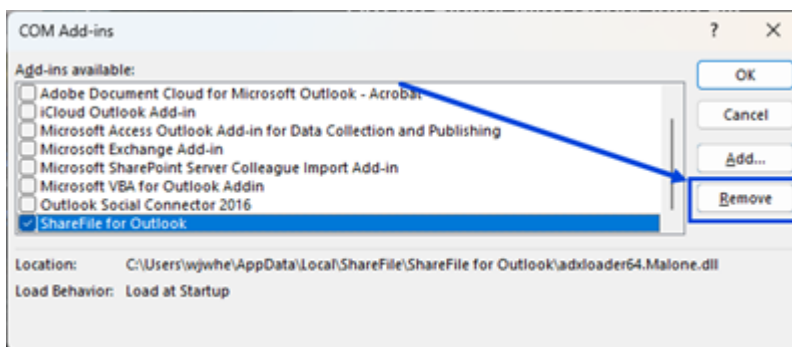 COM Add-ins
?
Add-ins available:
Adobe Document Cloud for Microsoft Outlook - Acrobat
iCloud Outlook Add-in
Microsoft Access Outlook Add-in for Data Collection and Publishing
Microsoft Exchange Add-in
Microsoft SharePoint Server Colleague Import Add-in
Microsoft VBA for Outlook Addin
Outlook Social Connector 2016
ShareFile for Outlook
OK
Cancel
Add...
Remove
Location: C:\Users\wjwhe\AppData\Local\ShareFile\ShareFile for Outlook\adxloader64.Malone.dll
Load Behavior: Load at Startup